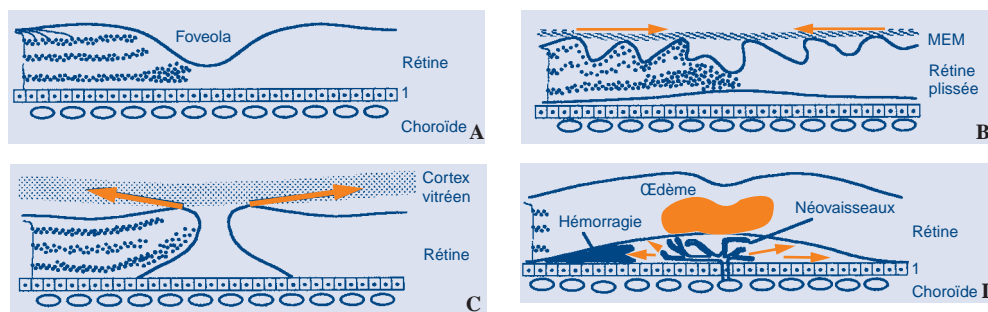 Foveola
Rétine
1
Choroïde
A
MEM
Rétine
plissée
B
Cortex
vitréen
Rétine
C
Œdème
Hémorragie
Néovaisseaux
Rétine
1
Choroïde
D